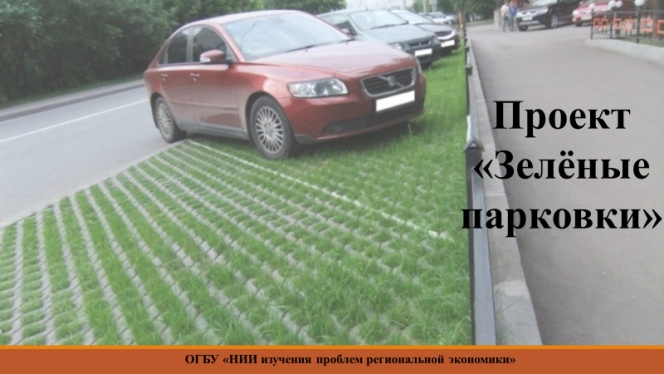 Проект
«Зелёные
парковки»
ОГБУ «НИИ изучения проблем региональной экономики»